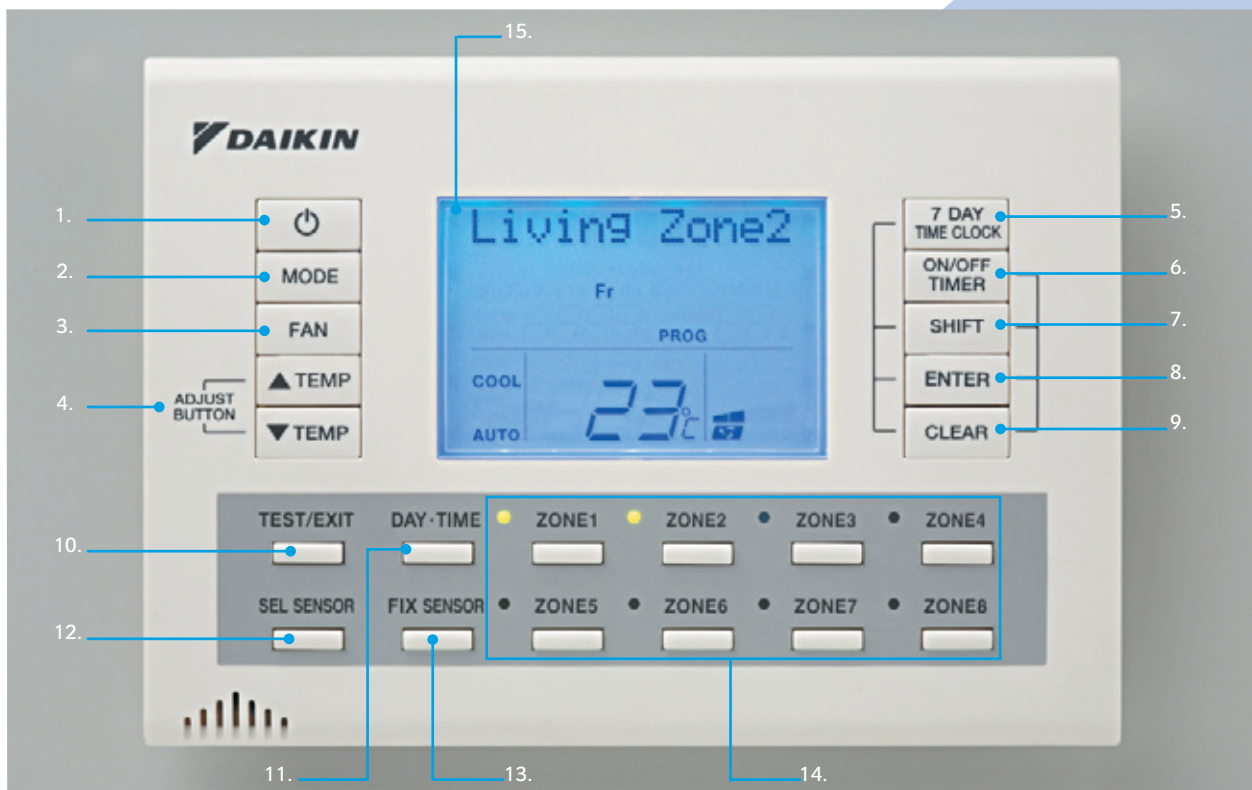 15.
DAIKIN
1.
2. MODE
3. FAN
4. ADJUST BUTTON
▲ TEMP
▼ TEMP
Living Zone2
Fr
PROG
COOL
AUTO
23°C
7 DAY
TIME CLOCK
5.
ON/OFF
TIMER
6.
SHIFT
7.
ENTER
8.
CLEAR
9.
TEST/EXIT DAY·TIME ZONE1 ZONE2 ZONE3 ZONE4
10.
SEL SENSOR FIX SENSOR ZONE5 ZONE6 ZONE7 ZONE8
12.
11. 13. 14.